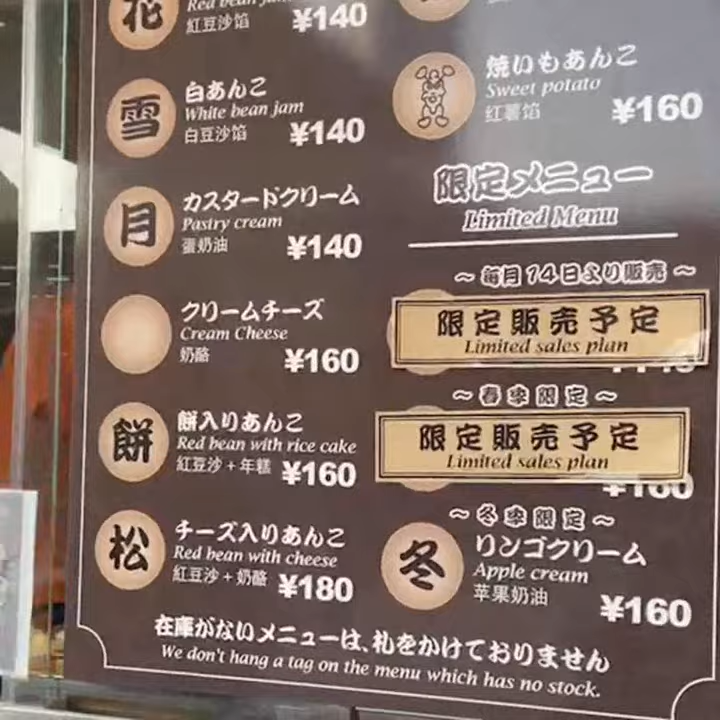 花
Red bean jam
紅豆沙馅
¥140
雪
白あんこ
White bean jam
白豆沙馅
¥140
月
カスタードクリーム
Pastry cream
蛋奶油
¥140
クリームチーズ
Cream Cheese
奶酪
¥160
餅
餅入りあんこ
Red bean with rice cake
紅豆沙+年糕
¥160
松
チーズ入りあんこ
Red bean with cheese
紅豆沙+奶酪
¥180
焼いもあんこ
Sweet potato
红薯馅
¥160
限定メニュー
Limited Menu
~毎月14日より販売~
限定販売予定
Limited sales plan
~春季限定~
限定販売予定
Limited sales plan
¥160
~冬季限定~
冬
リンゴクリーム
Apple cream
苹果奶油
¥160
在庫がないメニューは、札をかけておりません
We don't hang a tag on the menu which has no stock.